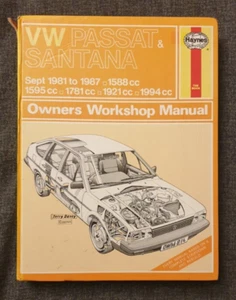 VW PASSAT &
SANTANA
Haynes
Sept 1981 to 1987 □ 1588 cc
1595 cc □ 1781 cc □ 1921 cc □ 1994 cc
Owners Workshop Manual